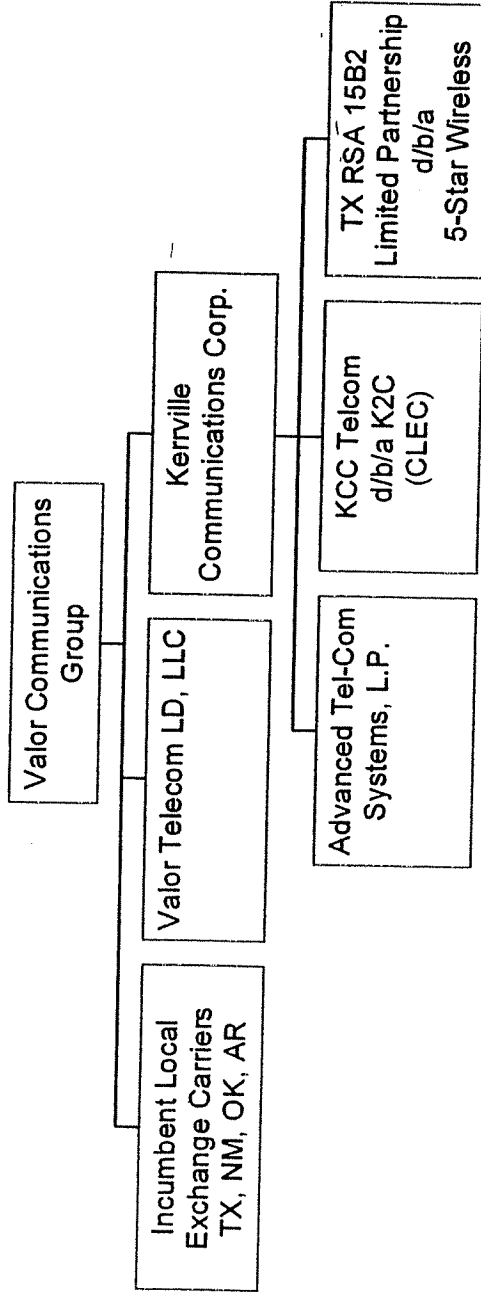 Valor Communications
Group
Incumbent Local
Exchange Carriers
TX, NM, OK, AR
Valor Telecom LD, LLC
Kerrville
Communications Corp.
Advanced Tel-Com
Systems, L.P.
KCC Telcom
d/b/a K2C
(CLEC)
TX RSA 15B2
Limited Partnership
d/b/a
5-Star Wireless